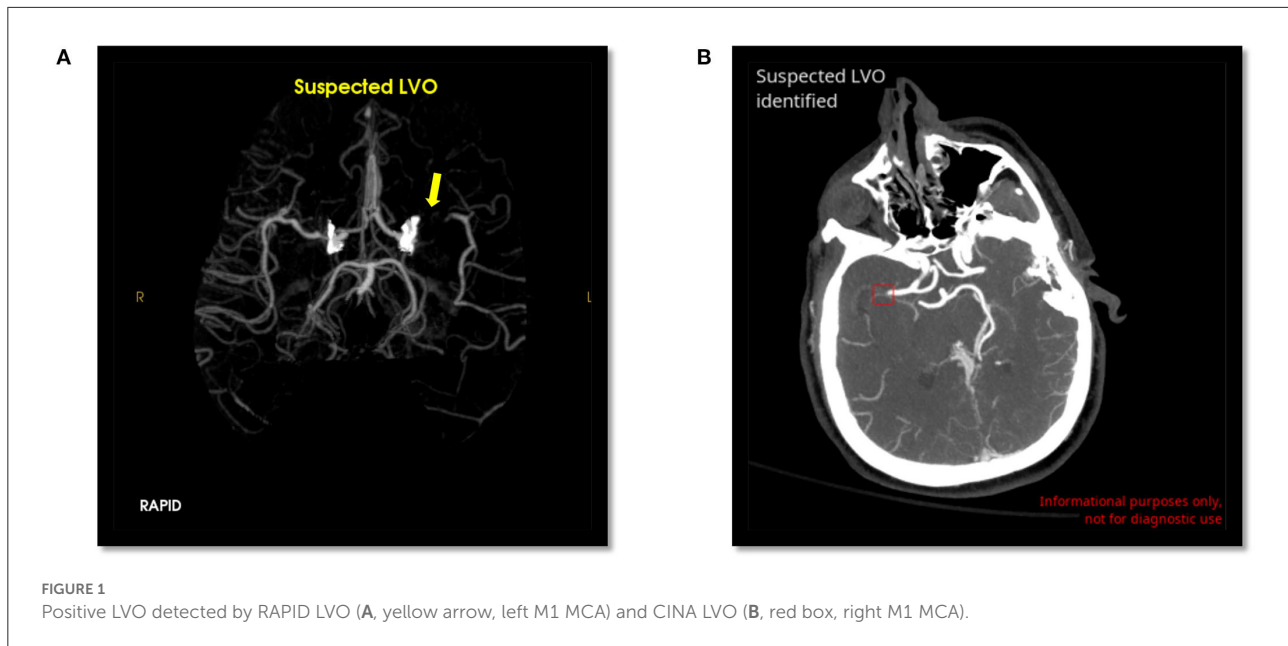 A
Suspected LVO
R
L
RAPID
B
Suspected LVO
identified
Informational purposes only,
not for diagnostic use
FIGURE 1
Positive LVO detected by RAPID LVO (A, yellow arrow, left M1 MCA) and CINA LVO (B, red box, right M1 MCA).